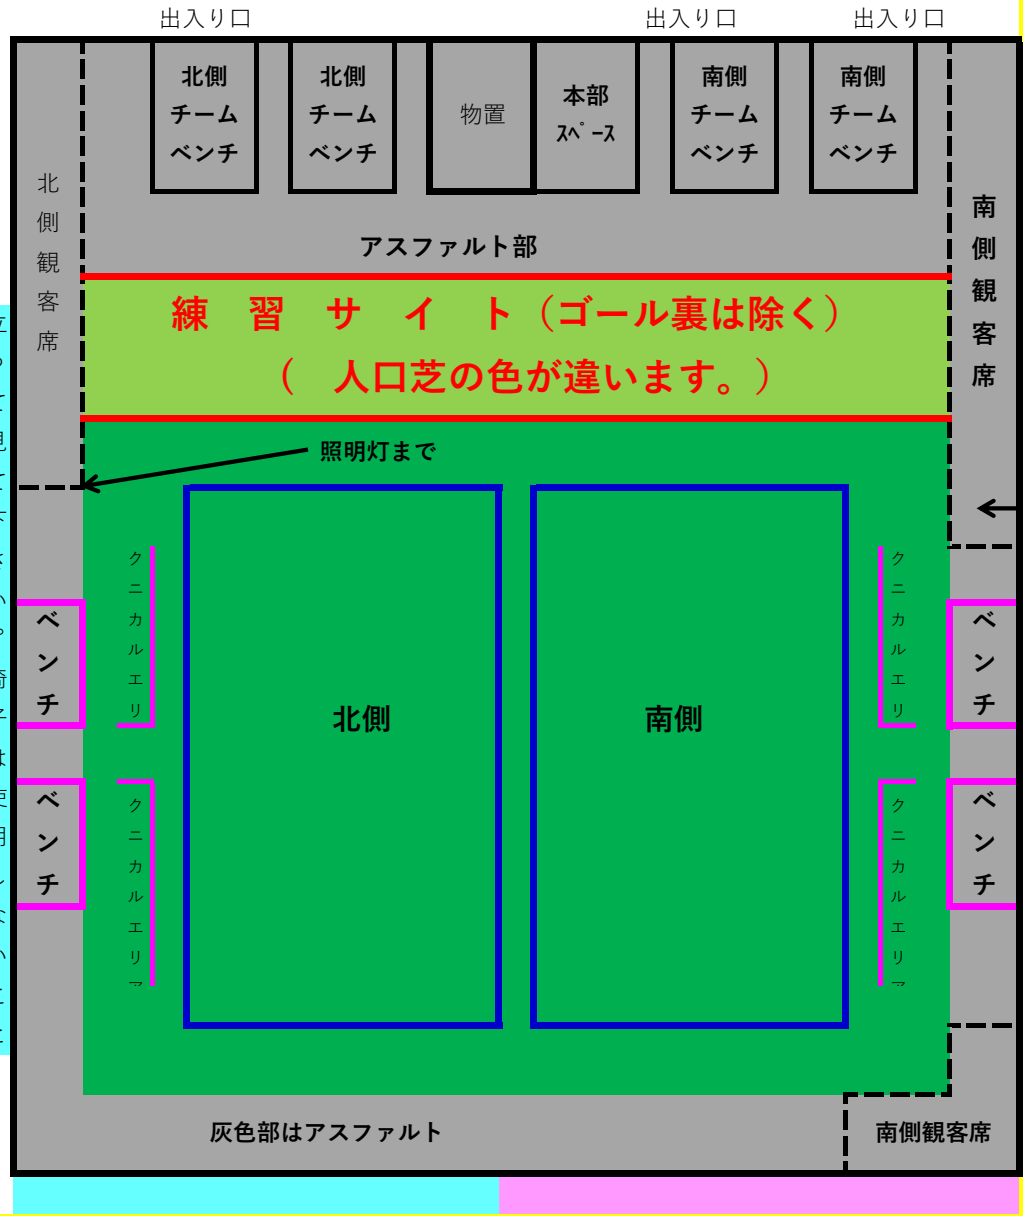 出入り口
出入り口
出入り口
北側
チーム
ベンチ
北側
チーム
ベンチ
物置
本部
ｽﾍﾟｰｽ
南側
チーム
ベンチ
南側
チーム
ベンチ
北側観客席
南側観客席
アスファルト部
練習サイト（ゴール裏は除く）
（　人口芝の色が違います。）
照明灯まで
クニカルエリ
クニカルエリ
ベンチ
ベンチ
北側
南側
ベンチ
ベンチ
クニカルエリア
クニカルエリア
灰色部はアスファルト
南側観客席